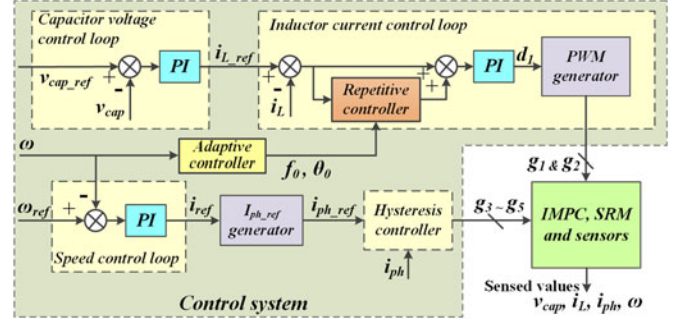 Capacitor voltage
control loop
Inductor current control loop
v_cap_ref
+
-
v_cap
PI
i_L_ref
+
-
i_L
Repetitive
controller
+
+
PI
d_1
PWM
generator
ω
Adaptive
controller
f_0, θ_0
g_1 & g_2
ω_ref
+
-
PI
Speed control loop
i_ref
I_ph_ref
generator
i_ph_ref
Hysteresis
controller
i_ph
g_3 ~ g_5
IMPC, SRM
and sensors
Control system
Sensed values
v_cap, i_L, i_ph, ω